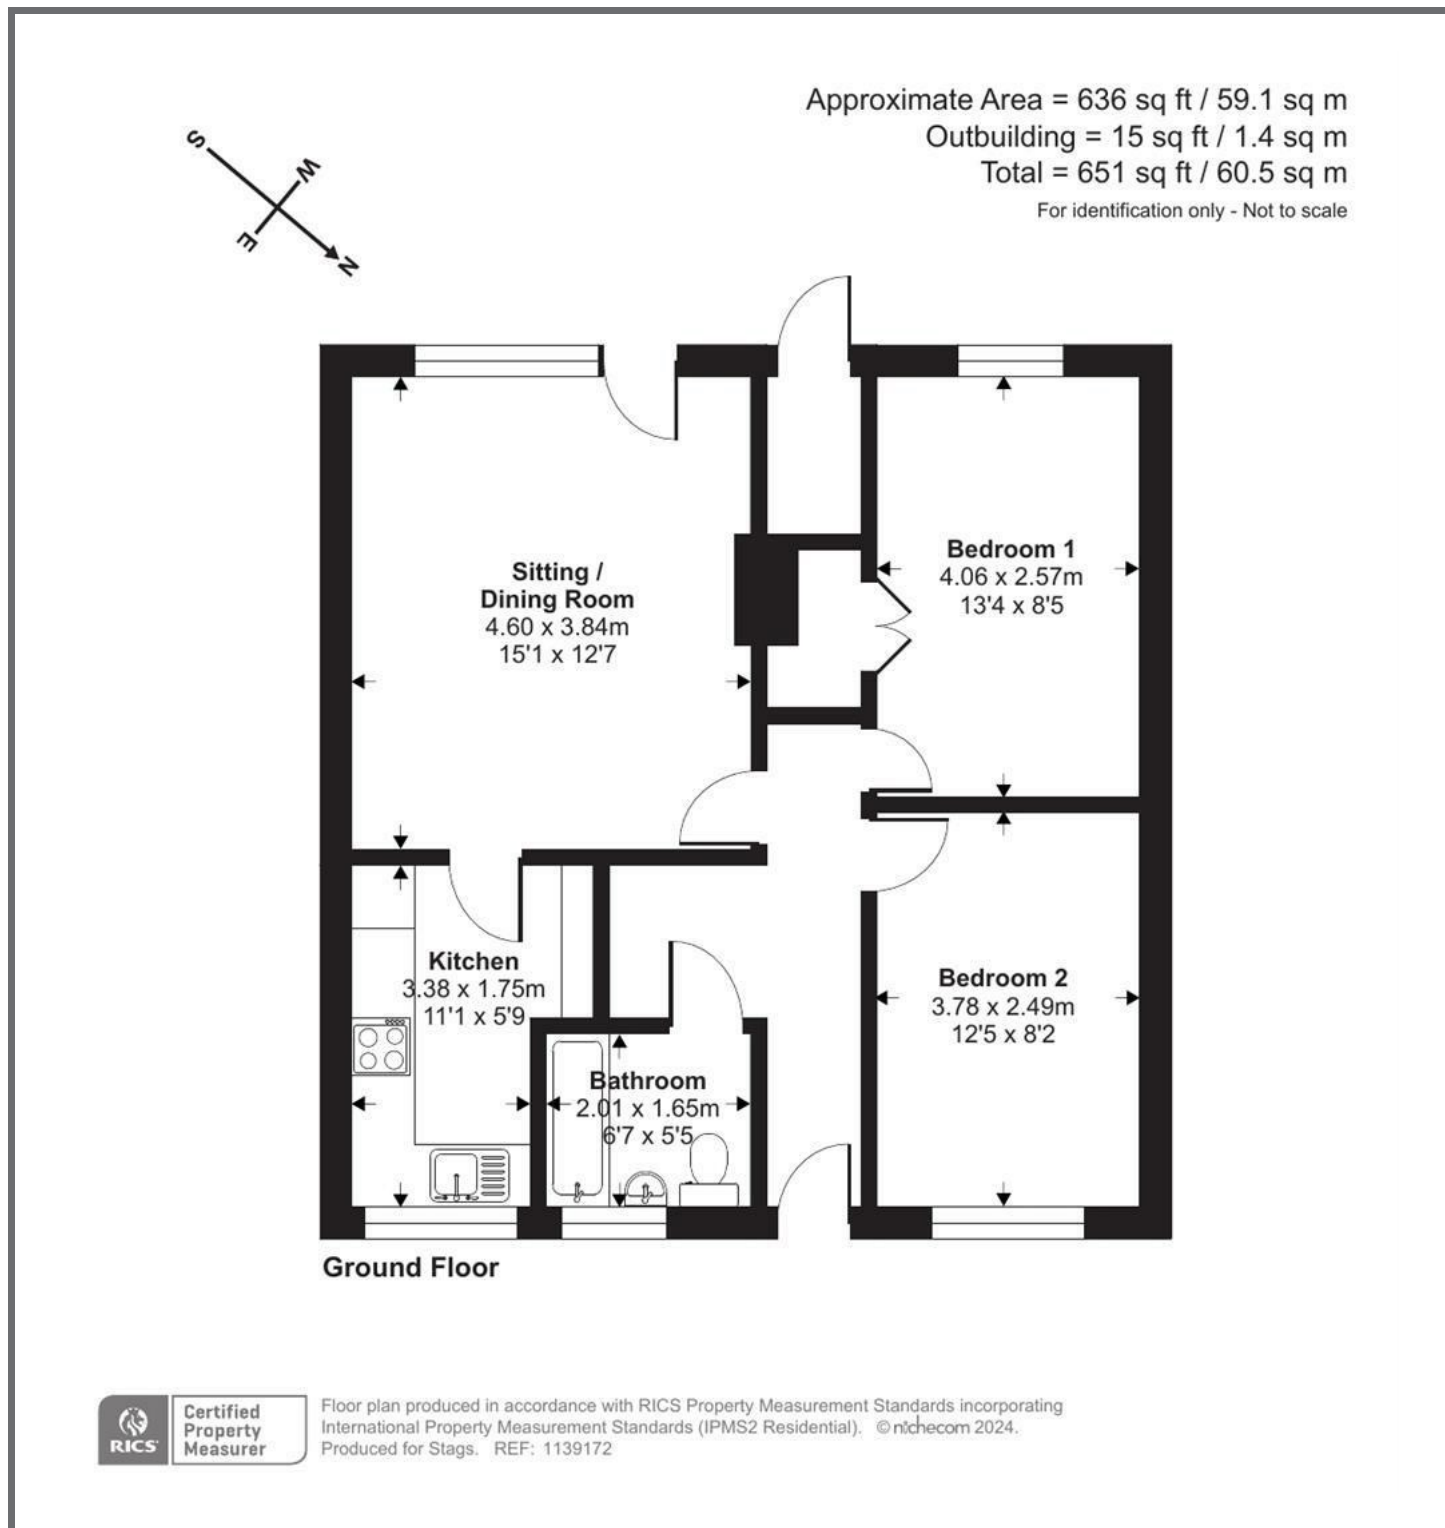 Approximate Area = 636 sq ft / 59.1 sq m
Outbuilding = 15 sq ft / 1.4 sq m
Total = 651 sq ft / 60.5 sq m
For identification only - Not to scale
S
W
E
N
Sitting /
Dining Room
4.60 x 3.84m
15'1 x 12'7
Bedroom 1
4.06 x 2.57m
13'4 x 8'5
Kitchen
3.38 x 1.75m
11'1 x 5'9
Bedroom 2
3.78 x 2.49m
12'5 x 8'2
Bathroom
2.01 x 1.65m
6'7 x 5'5
Ground Floor
RICS
Certified
Property
Measurer
Floor plan produced in accordance with RICS Property Measurement Standards incorporating
International Property Measurement Standards (IPMS2 Residential). © nichecom 2024.
Produced for Stags. REF: 1139172